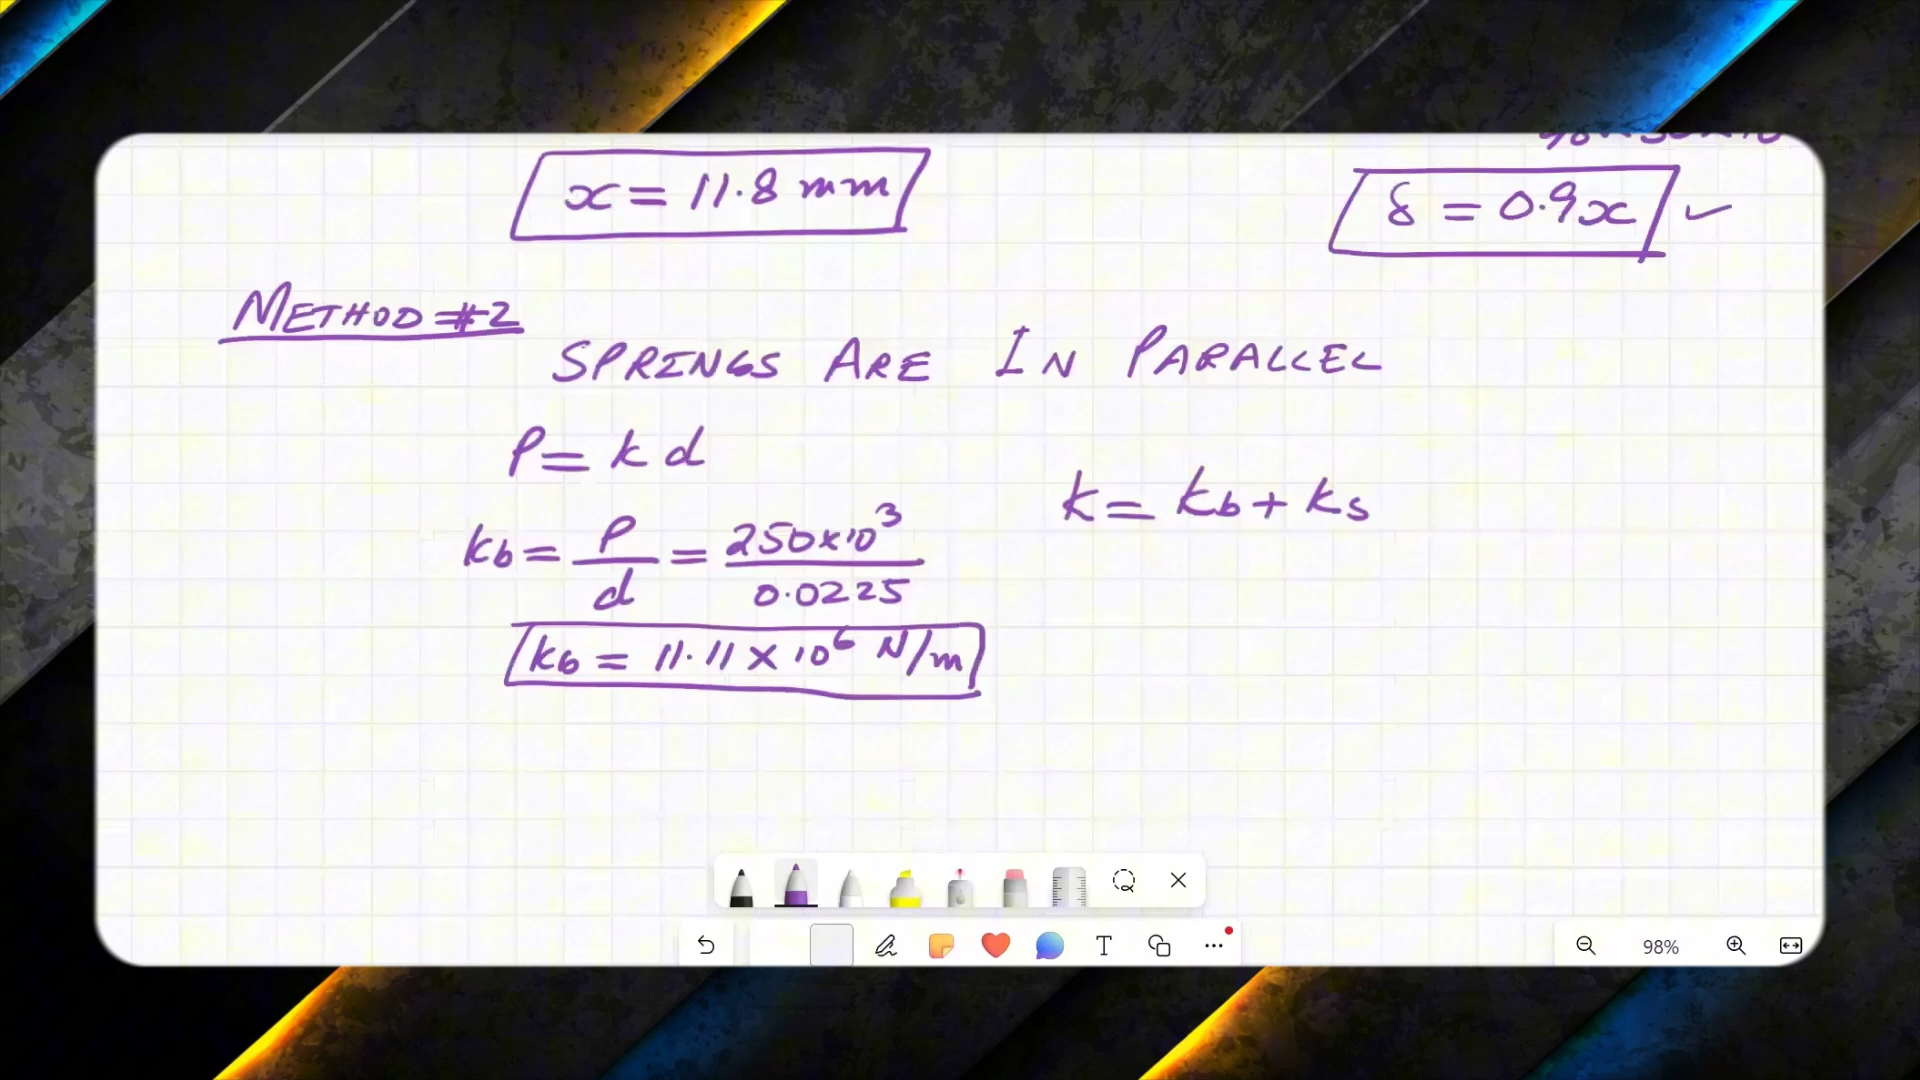 x = 11.8 mm
δ = 0.9x ✓
METHOD #2
SPRINGS ARE IN PARALLEL
P = k d
k = kb + ks
kb = P/d = 250×10³/0.0225
kb = 11.11 × 10⁶ N/m
T
98%